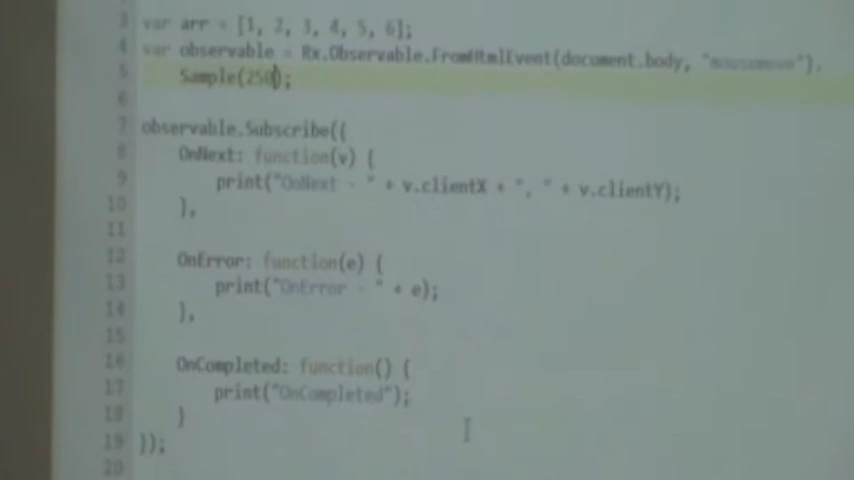 3 var arr = [1, 2, 3, 4, 5, 6];
4 var observable = Rx.Observable.FromHtmlEvent(document.body, "mousemove").
5 Sample(250);
6
7 observable.Subscribe({
8 OnNext: function(v) {
9 print("OnNext - " + v.clientX + ", " + v.clientY);
10 },
11
12 OnError: function(e) {
13 print("OnError - " + e);
14 },
15
16 OnCompleted: function() {
17 print("OnCompleted");
18 }
19 });
20